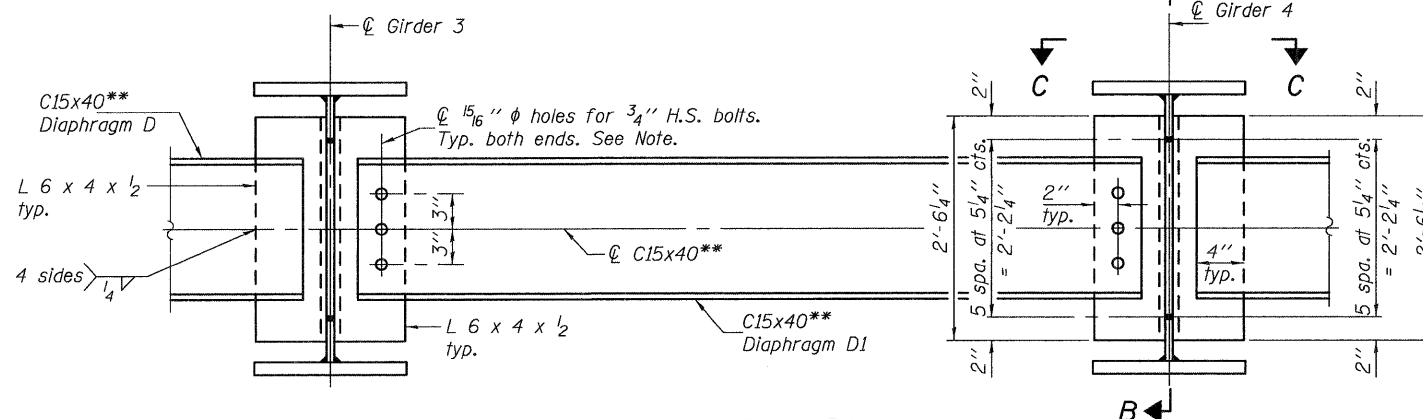 ℄ Girder 3
℄ Girder 4
C
C
C15x40**
Diaphragm D
℄ 15/16" ϕ holes for 3/4" H.S. bolts.
Typ. both ends. See Note.
L 6 x 4 x 1/2
typ.
4 sides
1/4
3"
3"
℄ C15x40**
L 6 x 4 x 1/2
typ.
C15x40**
Diaphragm D1
2"
2'-6 1/4"
2"
5 spa. at 5 1/4" cts.
= 2'-2 1/4"
2"
typ.
4"
typ.
2"
5 spa. at 5 1/4" cts.
= 2'-2 1/4"
2"
B